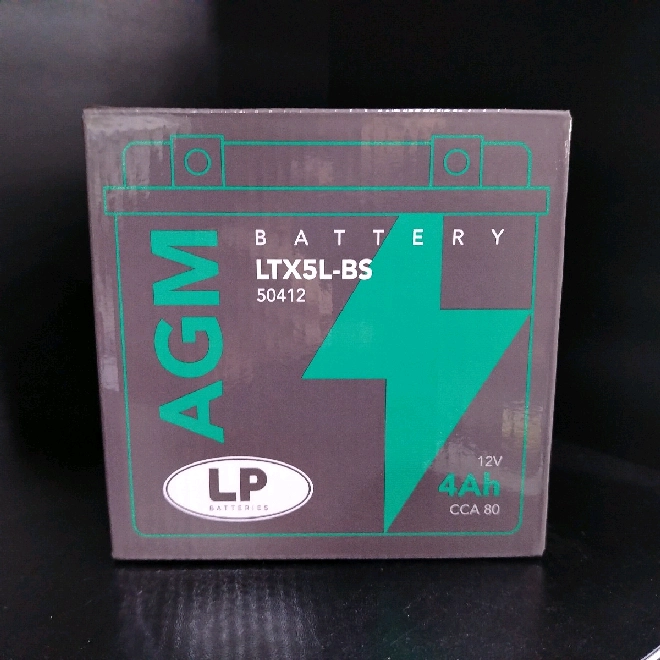 AGM
BATTERY
LTX5L-BS
50412
LP
BATTERIES
12V
4Ah
CCA 80